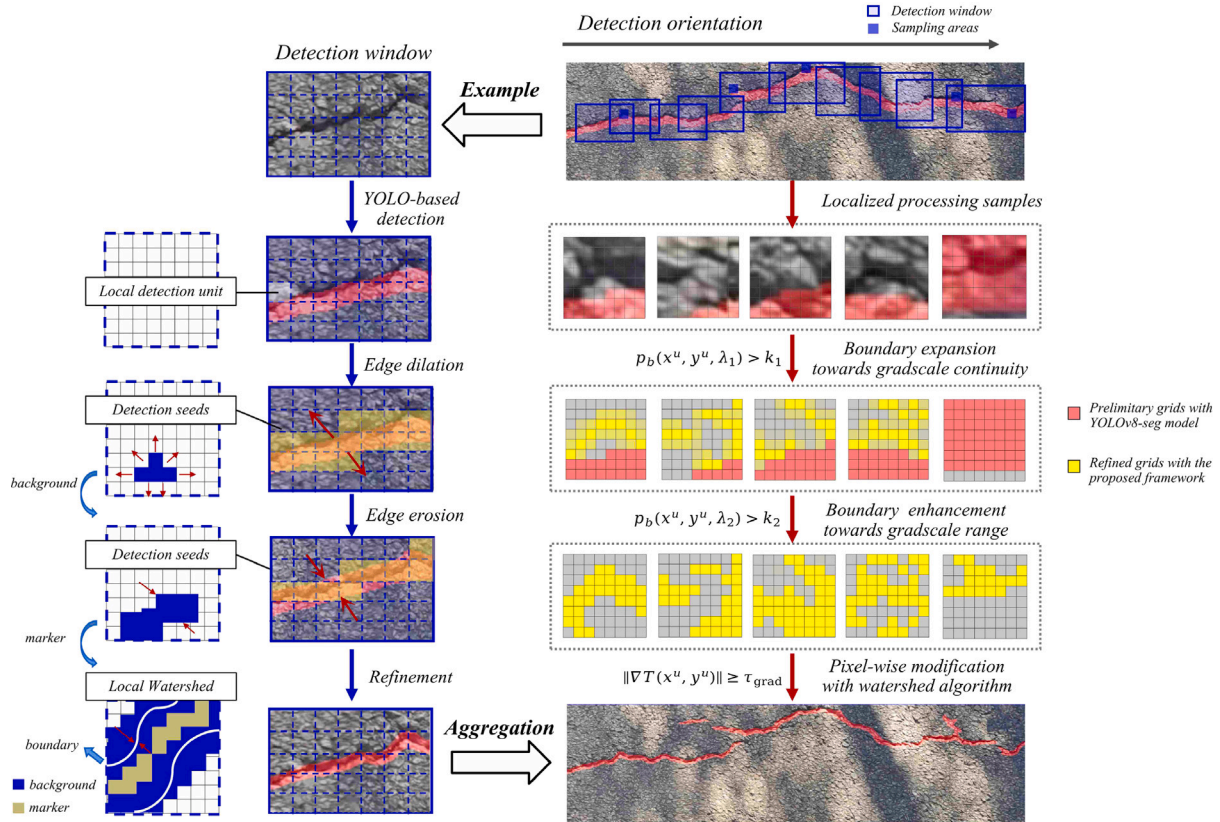 Detection orientation
Detection window
Sampling areas
Detection window
Example
YOLO-based
detection
Localized processing samples
Local detection unit
Edge dilation
p_b(x^u, y^u, λ_1) > k_1
Boundary expansion
towards gradscale continuity
Detection seeds
background
Prelimitary grids with
YOLOv8-seg model
Refined grids with the
proposed framework
Edge erosion
p_b(x^u, y^u, λ_2) > k_2
Boundary enhancement
towards gradscale range
Detection seeds
marker
Local Watershed
Refinement
‖∇T(x^u, y^u)‖ ≥ τ_grad
Pixel-wise modification
with watershed algorithm
boundary
Aggregation
background
marker